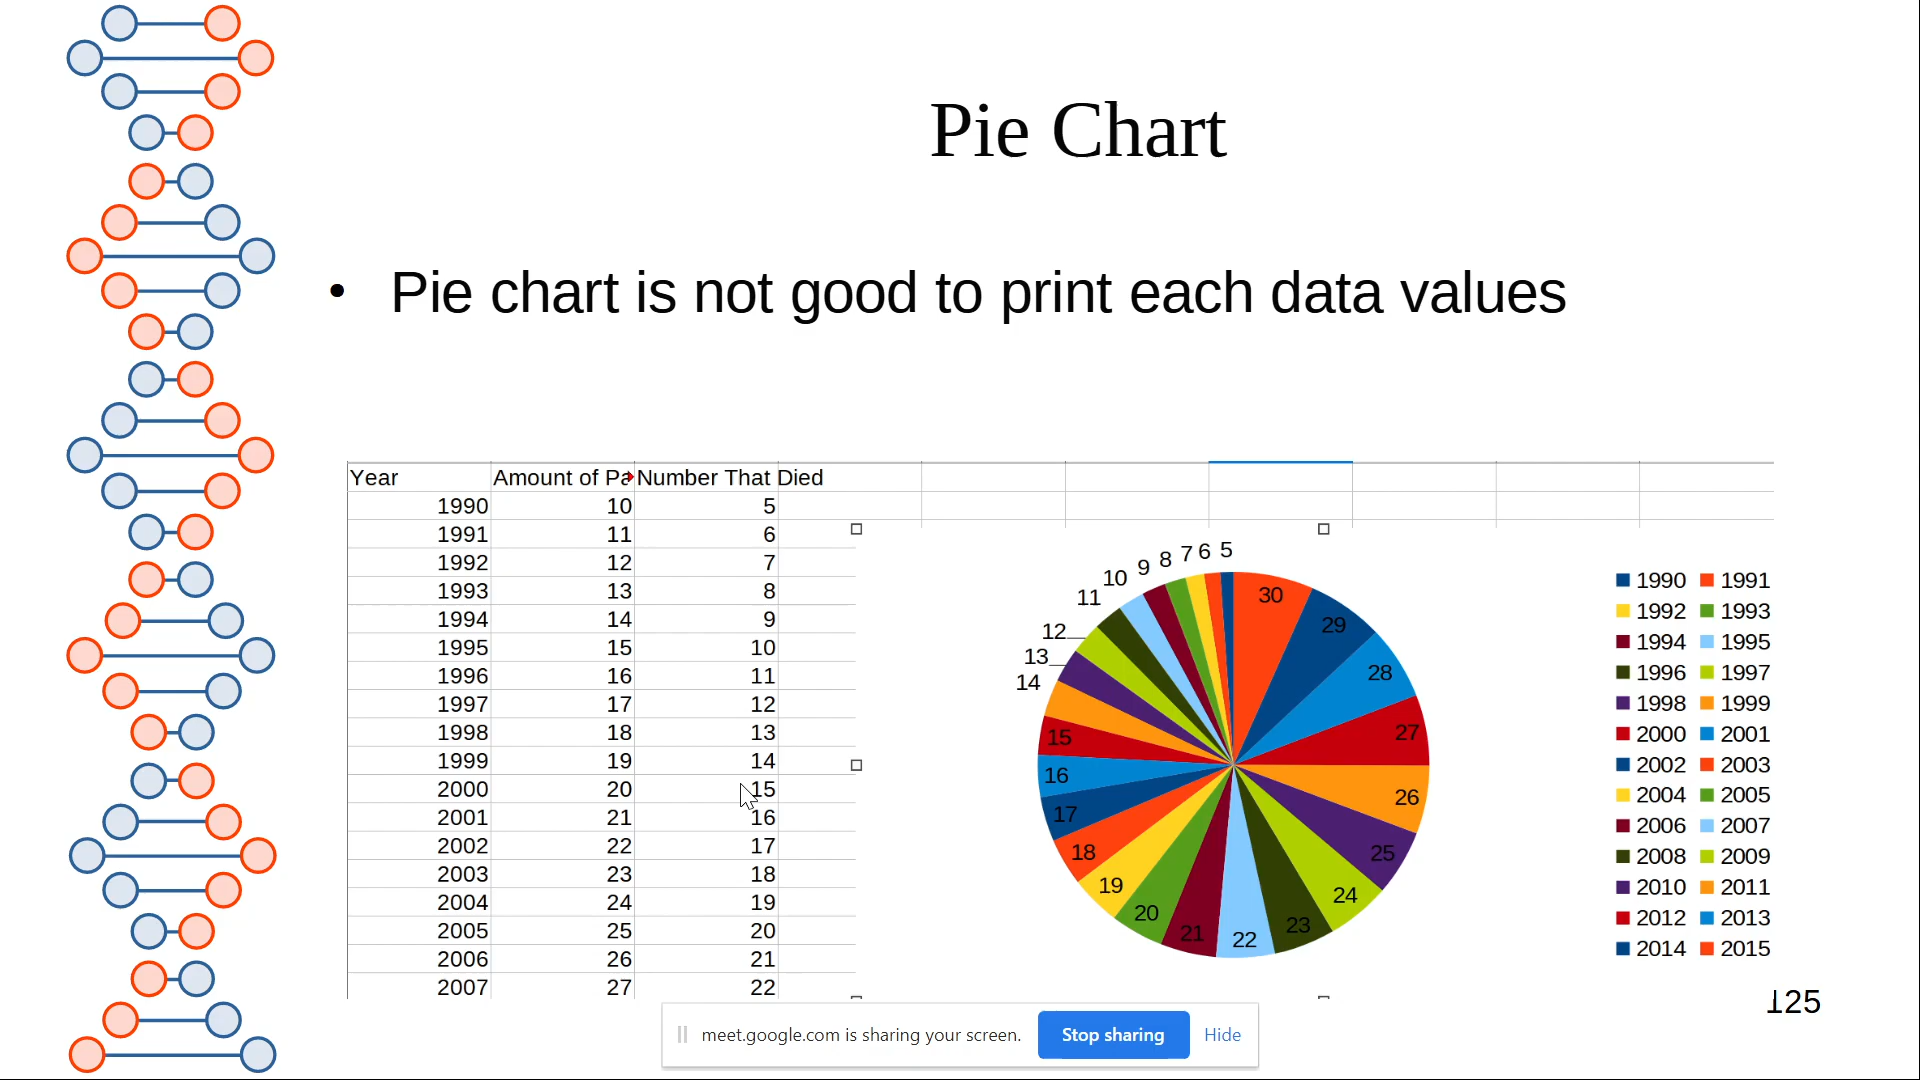 Pie Chart
• Pie chart is not good to print each data values
Year Amount of Pa Number That Died
1990 10 5
1991 11 6
1992 12 7
1993 13 8
1994 14 9
1995 15 10
1996 16 11
1997 17 12
1998 18 13
1999 19 14
2000 20 15
2001 21 16
2002 22 17
2003 23 18
2004 24 19
2005 25 20
2006 26 21
2007 27 22
5
6
7
8
9
10
11
12
13
14
15
16
17
18
19
20
21
22
23
24
25
26
27
28
29
30
1990 1991
1992 1993
1994 1995
1996 1997
1998 1999
2000 2001
2002 2003
2004 2005
2006 2007
2008 2009
2010 2011
2012 2013
2014 2015
125
meet.google.com is sharing your screen. Stop sharing Hide